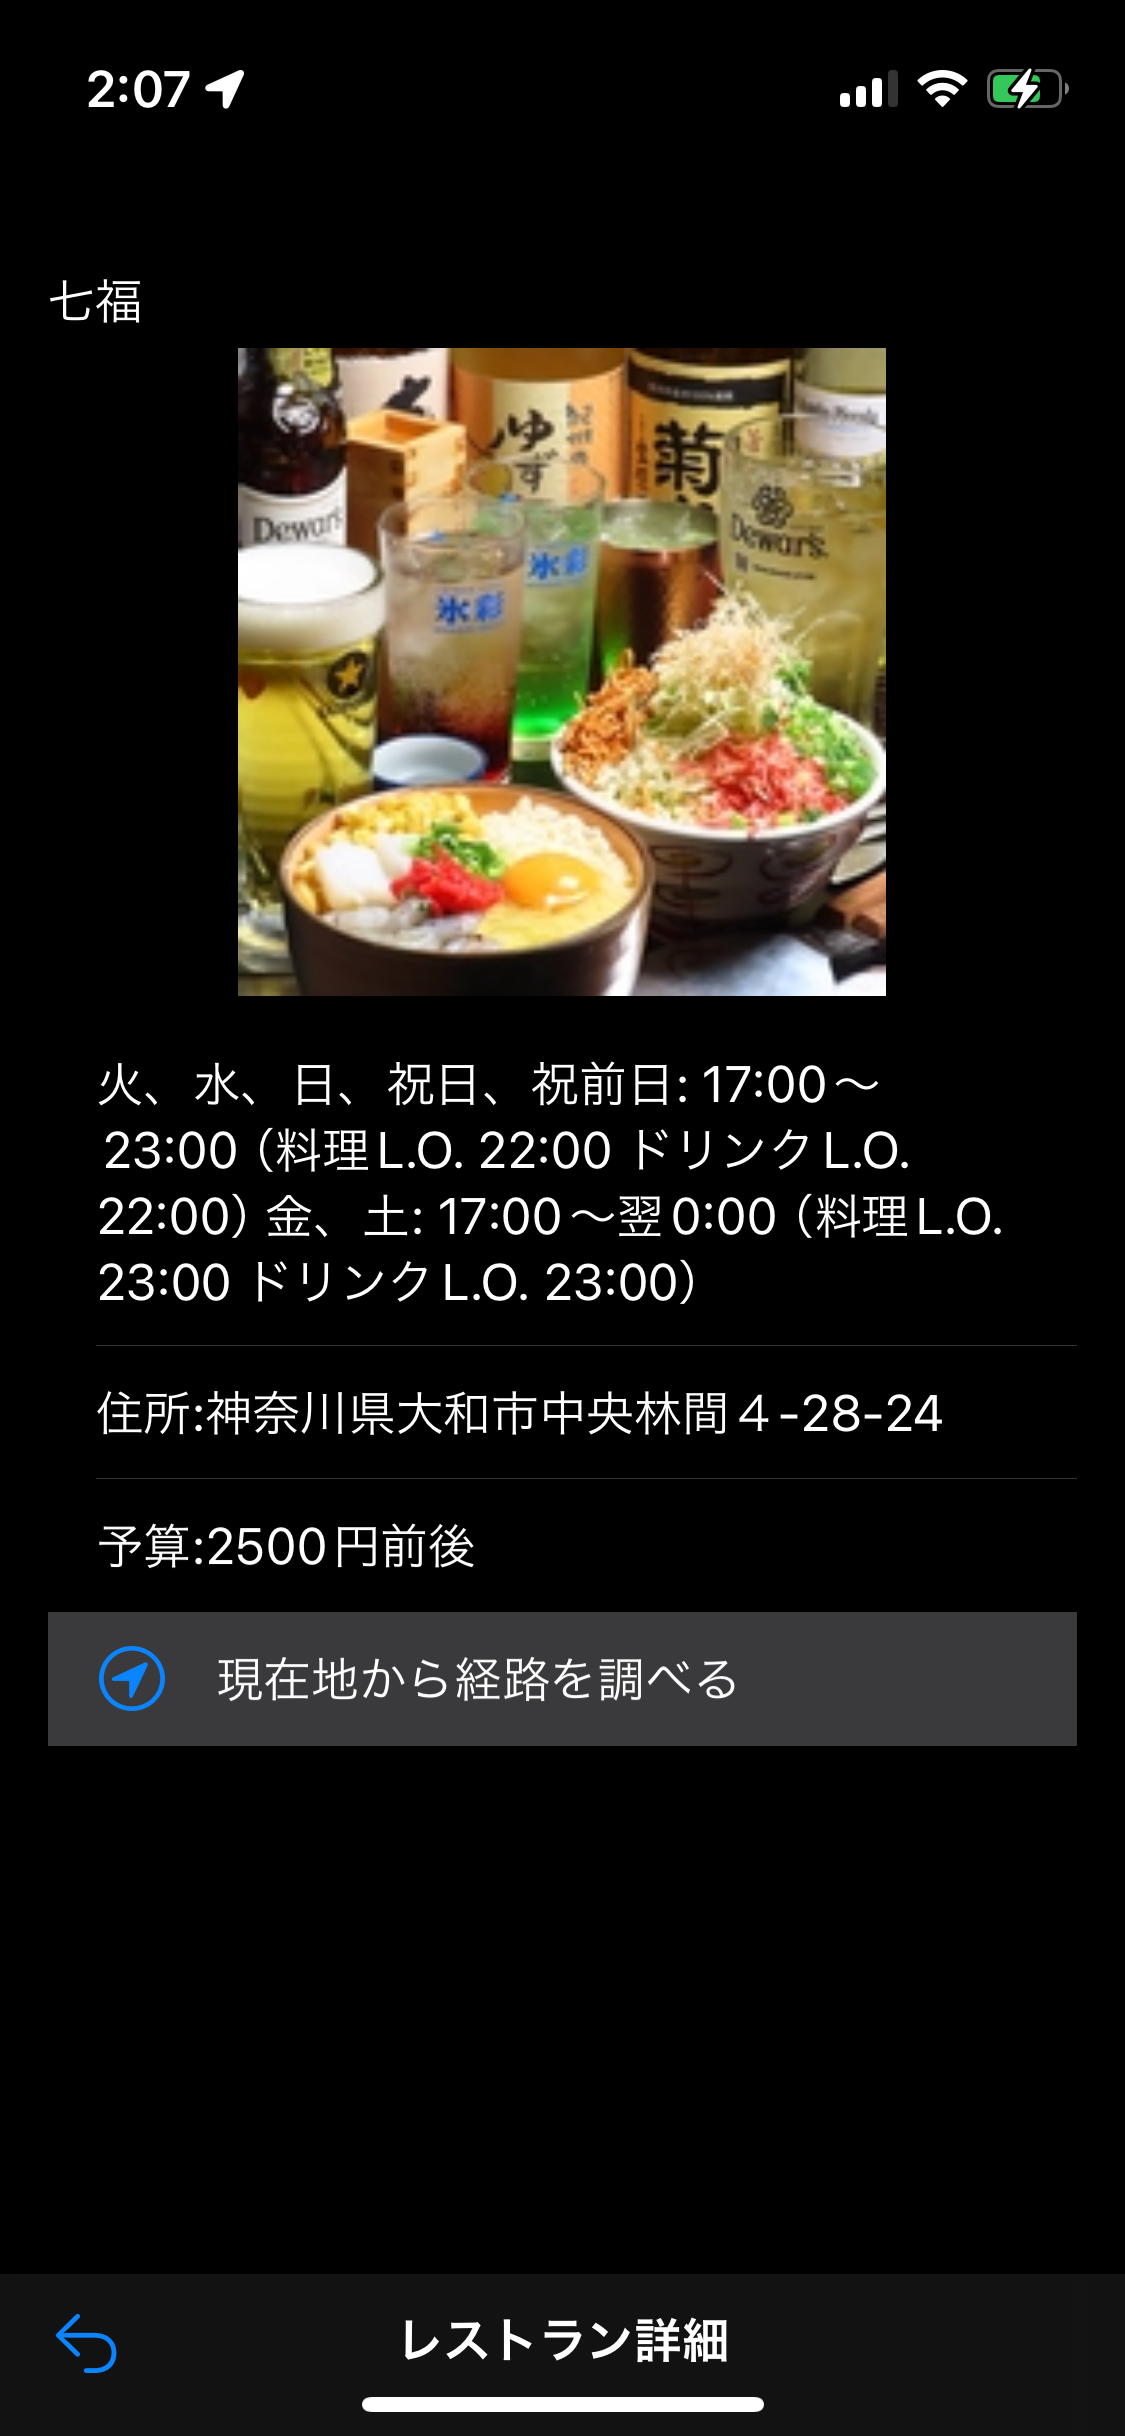 2:07
七福
ゆず
菊
Dewar's
Dewar's.
氷彩
氷彩
火、水、日、祝日、祝前日: 17:00～
23:00 （料理L.O. 22:00 ドリンクL.O.
22:00） 金、土: 17:00～翌0:00 （料理L.O.
23:00 ドリンクL.O. 23:00）
住所:神奈川県大和市中央林間４-28-24
予算:2500円前後
現在地から経路を調べる
レストラン詳細